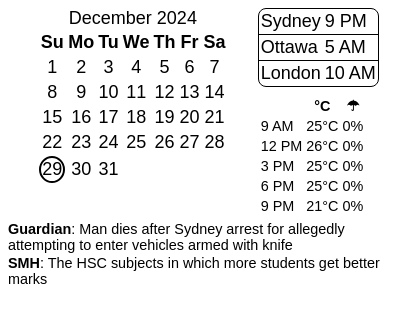 December 2024
Su Mo Tu We Th Fr Sa
1 2 3 4 5 6 7
8 9 10 11 12 13 14
15 16 17 18 19 20 21
22 23 24 25 26 27 28
29 30 31
Sydney 9 PM
Ottawa 5 AM
London 10 AM
°C ☂
9 AM 25°C 0%
12 PM 26°C 0%
3 PM 25°C 0%
6 PM 25°C 0%
9 PM 21°C 0%
Guardian: Man dies after Sydney arrest for allegedly
attempting to enter vehicles armed with knife
SMH: The HSC subjects in which more students get better
marks